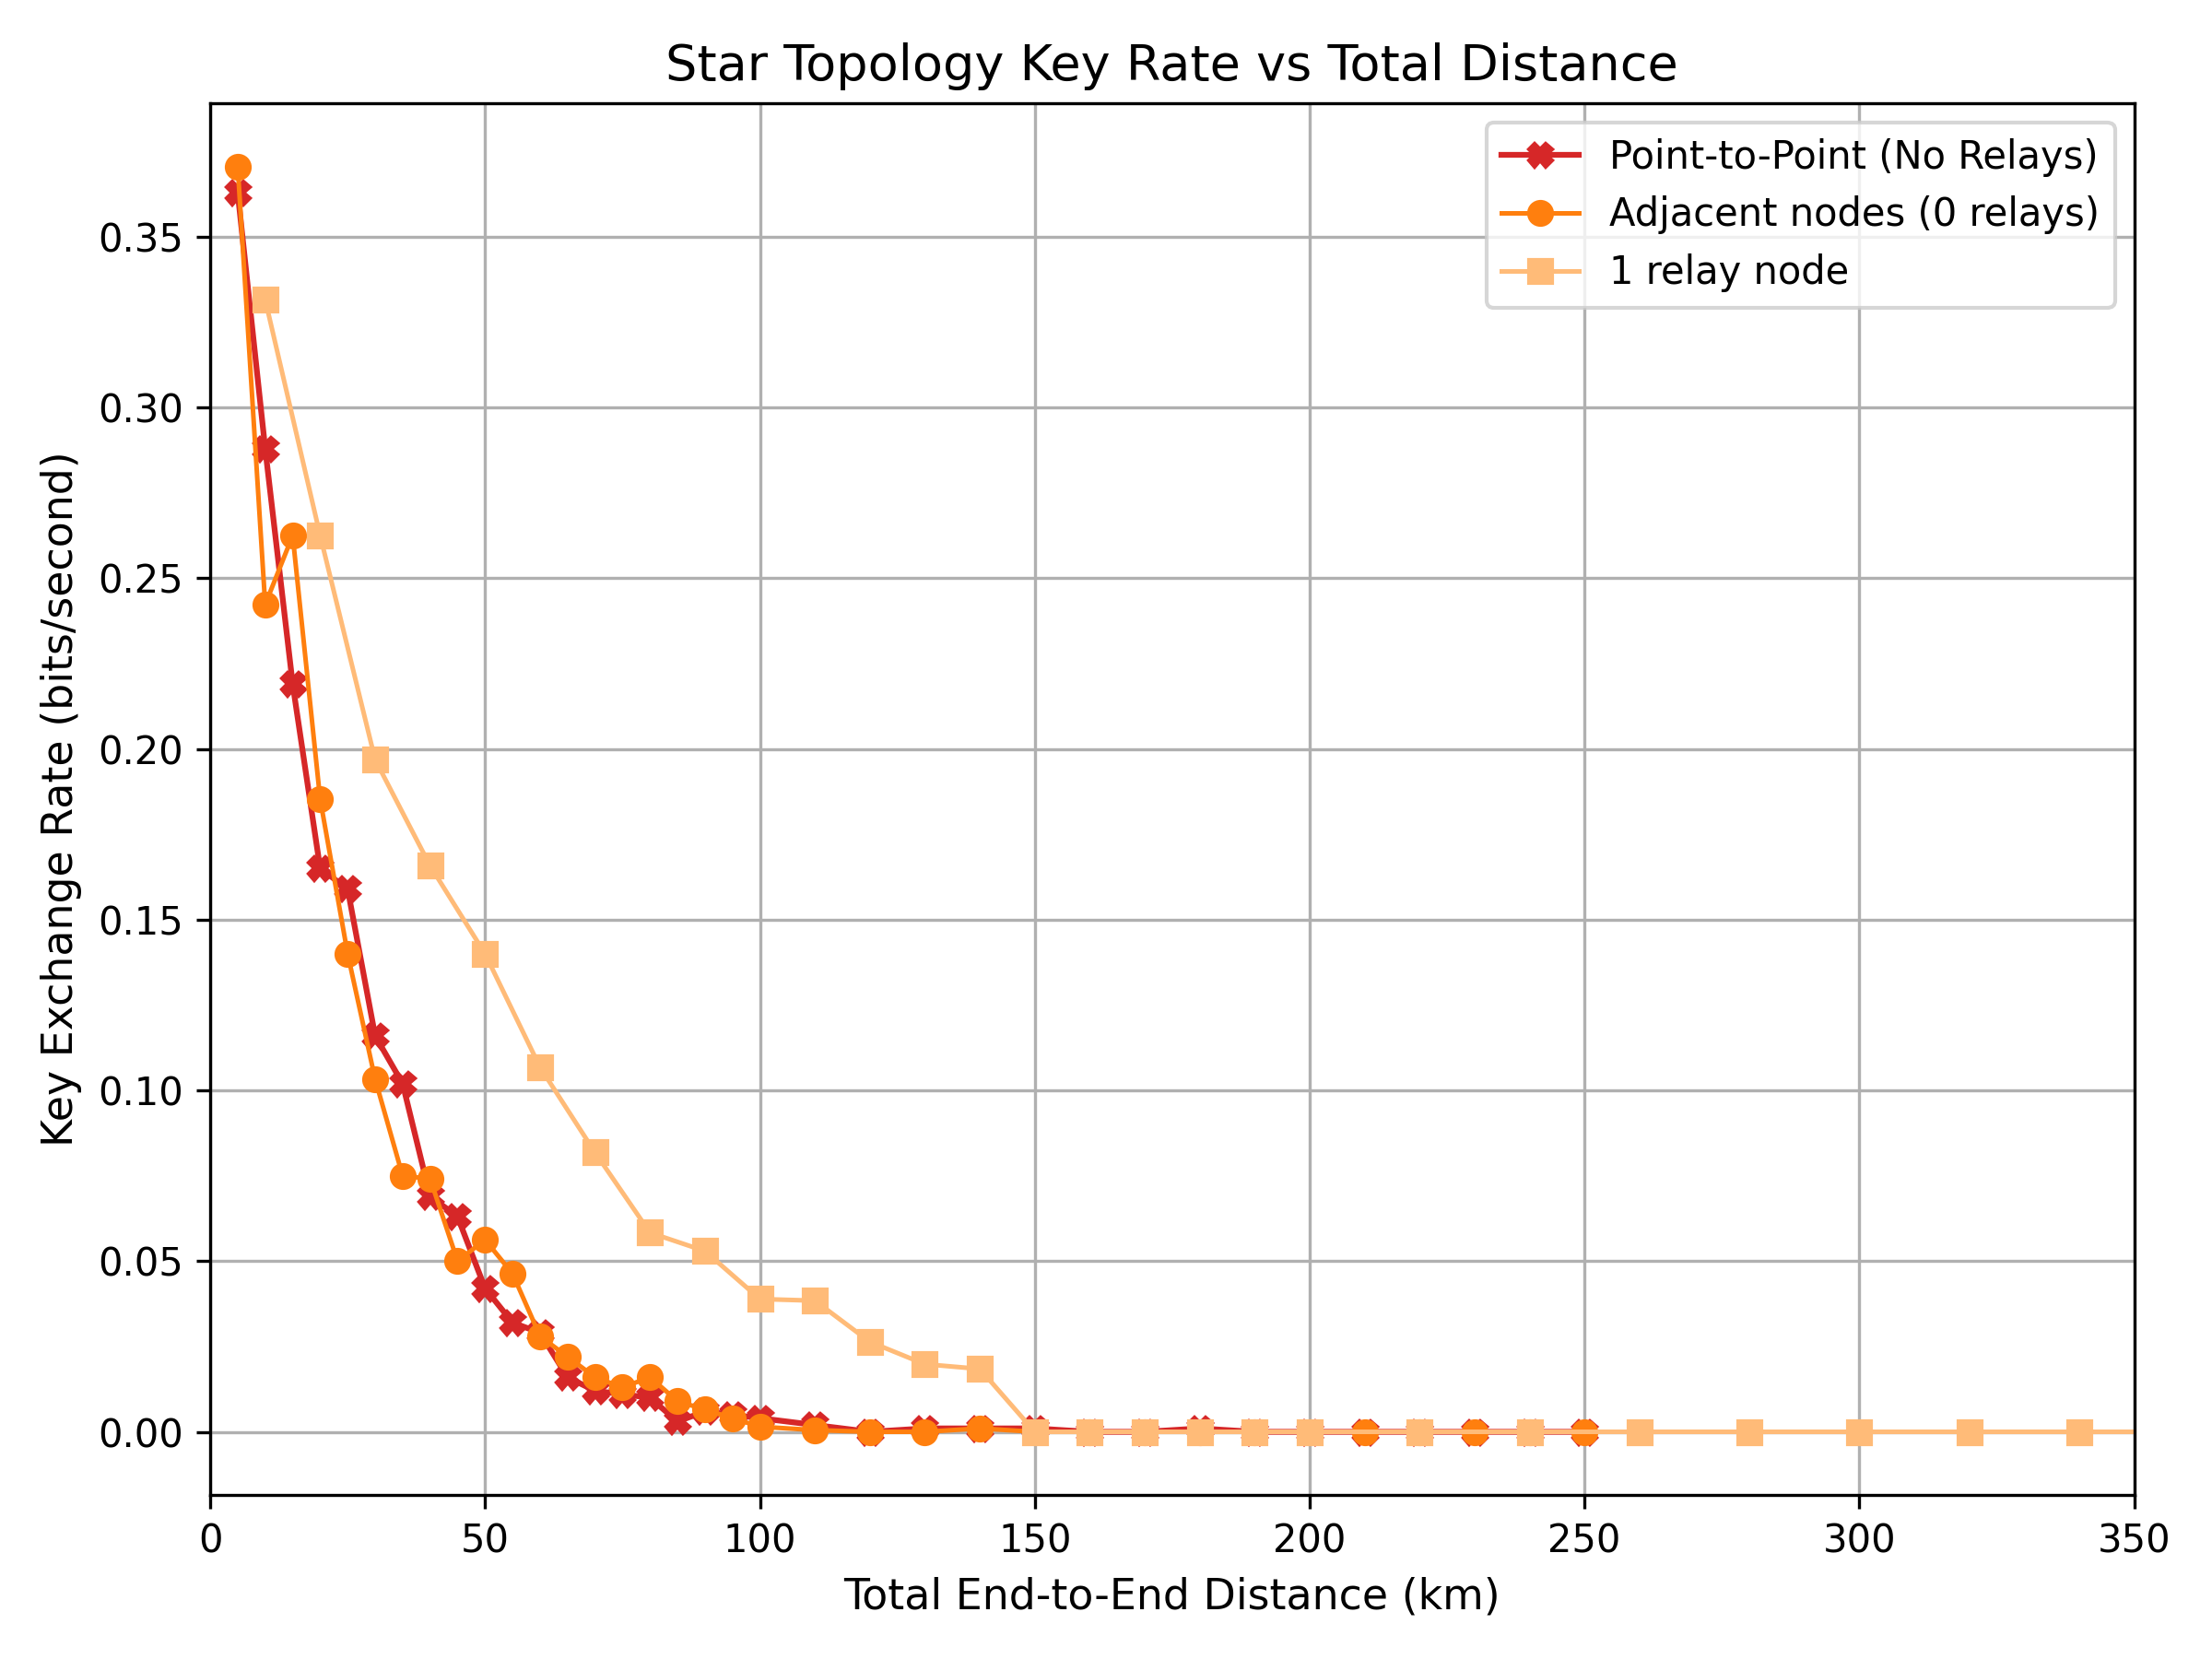 Star Topology Key Rate vs Total Distance
Point-to-Point (No Relays)
Adjacent nodes (0 relays)
1 relay node
Key Exchange Rate (bits/second)
0.35
0.30
0.25
0.20
0.15
0.10
0.05
0.00
0 50 100 150 200 250 300 350
Total End-to-End Distance (km)